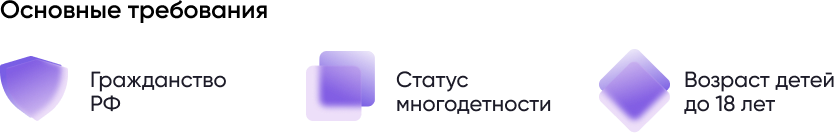 Основные требования
Гражданство
РФ
Статус
многодетности
Возраст детей
до 18 лет